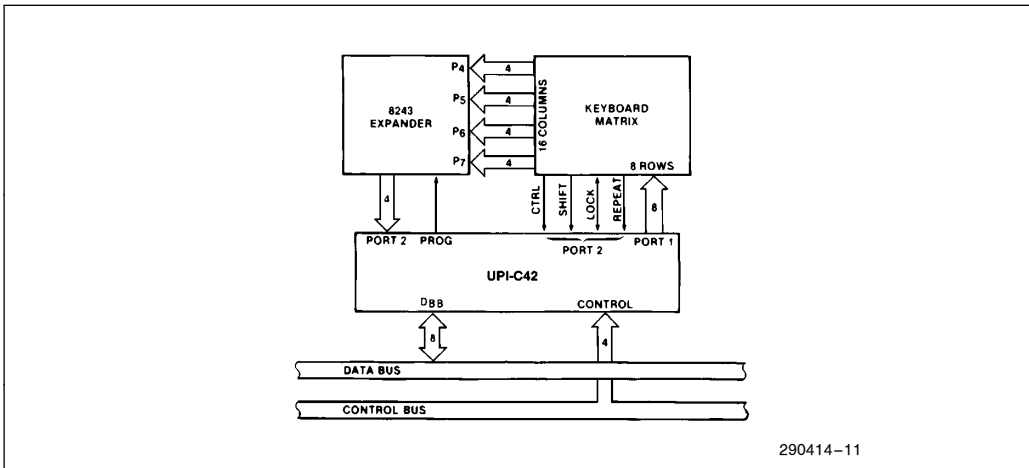 P4
4
P5
4
8243
EXPANDER
P6
4
P7
4
16 COLUMNS
KEYBOARD
MATRIX
8 ROWS
4
CTRL
SHIFT
LOCK
REPEAT
8
PORT 2
PROG
PORT 2
PORT 1
UPI-C42
DBB
CONTROL
8
4
DATA BUS
CONTROL BUS
290414-11